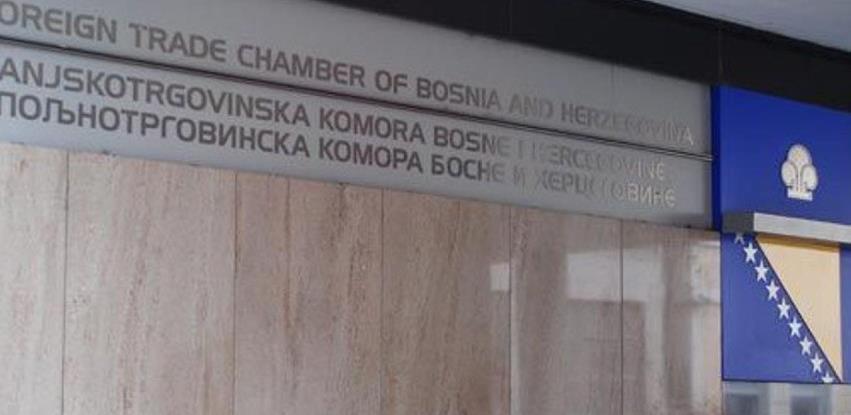 OREIGN TRADE CHAMBER OF BOSNIA AND HERZEGOVINA
ANJSKOTRGOVINSKA KOMORA BOSNE I HERCEGOVINE
ПОЉНОТРГОВИНСКА КОМОРА БОСНЕ И ХЕРЦЕГОВИНЕ